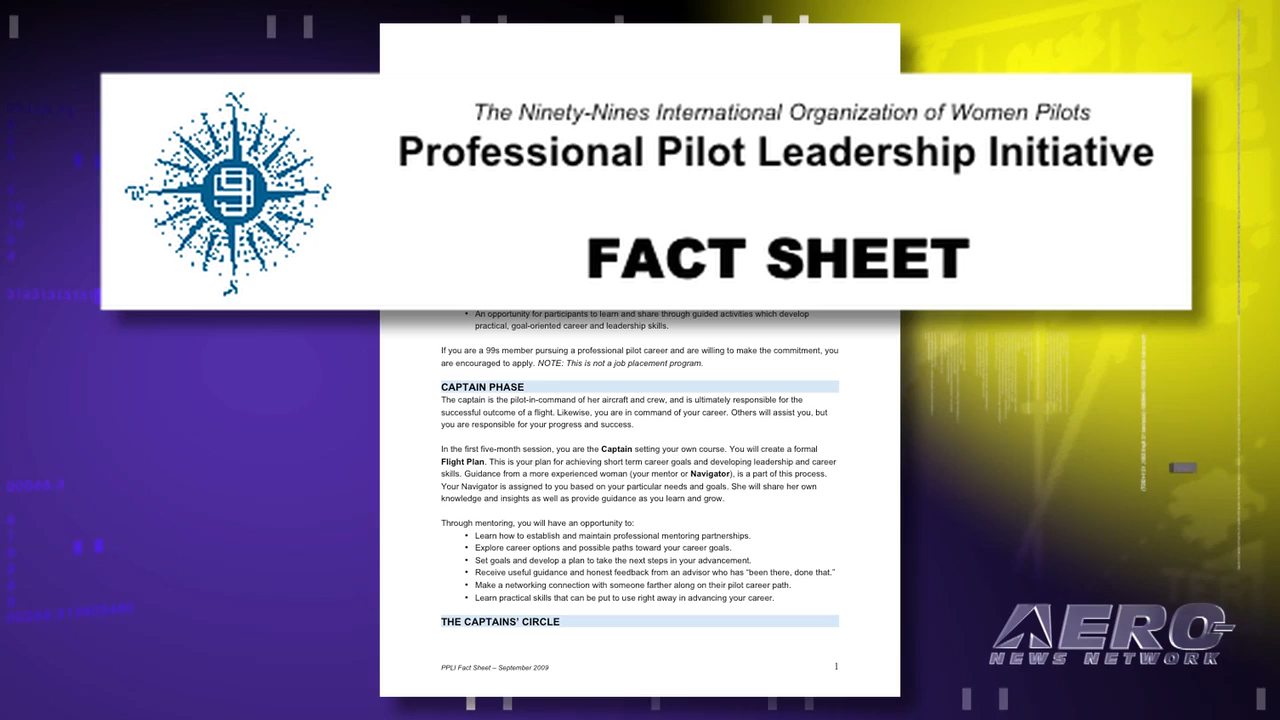 The Ninety-Nines International Organization of Women Pilots
Professional Pilot Leadership Initiative
FACT SHEET
• An opportunity for participants to learn and share through guided activities which develop
practical, goal-oriented career and leadership skills.
If you are a 99s member pursuing a professional pilot career and are willing to make the commitment, you
are encouraged to apply. NOTE: This is not a job placement program.
CAPTAIN PHASE
The captain is the pilot-in-command of her aircraft and crew, and is ultimately responsible for the
successful outcome of a flight. Likewise, you are in command of your career. Others will assist you, but
you are responsible for your progress and success.
In the first five-month session, you are the Captain setting your own course. You will create a formal
Flight Plan. This is your plan for achieving short term career goals and developing leadership and career
skills. Guidance from a more experienced woman (your mentor or Navigator), is a part of this process.
Your Navigator is assigned to you based on your particular needs and goals. She will share her own
knowledge and insights as well as provide guidance as you learn and grow.
Through mentoring, you will have an opportunity to:
• Learn how to establish and maintain professional mentoring partnerships.
• Explore career options and possible paths toward your career goals.
• Set goals and develop a plan to take the next steps in your advancement.
• Receive useful guidance and honest feedback from an advisor who has “been there, done that.”
• Make a networking connection with someone farther along on their pilot career path.
• Learn practical skills that can be put to use right away in advancing your career.
THE CAPTAINS’ CIRCLE
PPLI Fact Sheet – September 2009
1
AERO
NEWS NETWORK